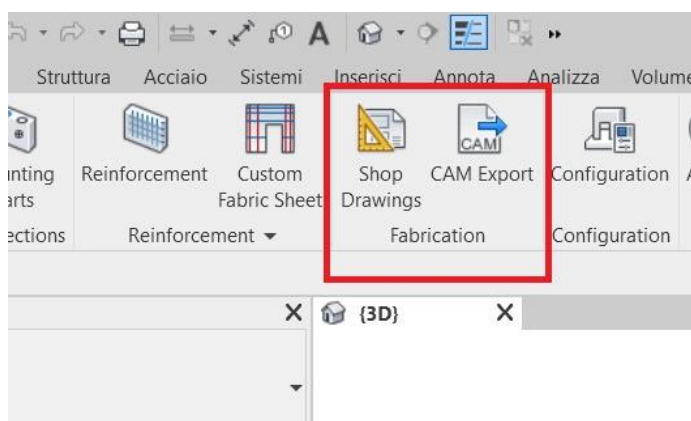 A
Struttura Acciaio Sistemi Inserisci Annota Analizza
CAM
Reinforcement Custom Shop CAM Export Configuration
Fabric Sheet Drawings
Reinforcement Fabrication Configuration
{3D}